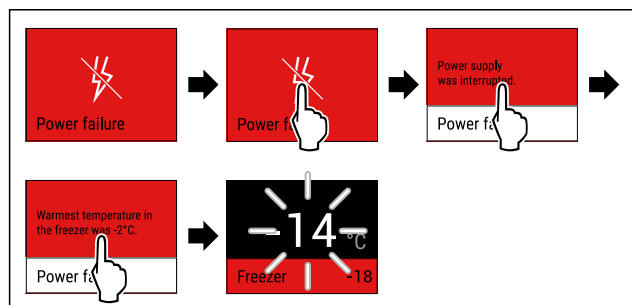 Power failure
Power fa
Power supply
was interrupted.
Power fa
Warmest temperature in
the freezer was -2°C.
Power fa
-14 °C
Freezer -18